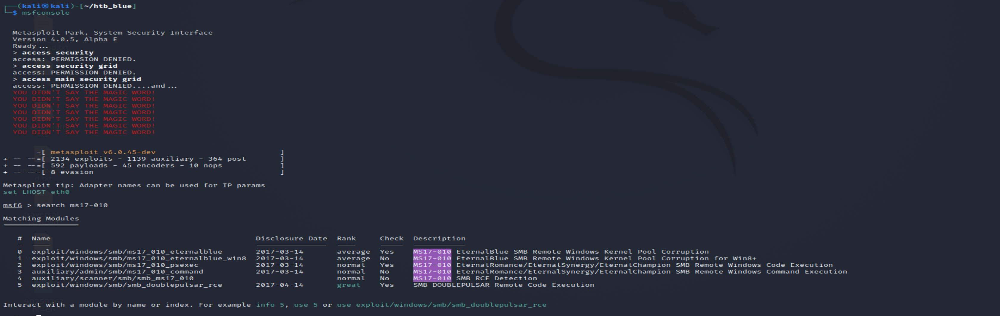 ┌──(kali㉿kali)-[~/htb_blue]
└─$ msfconsole
Metasploit Park, System Security Interface
Version 4.0.5, Alpha E
Ready...
> access security
access: PERMISSION DENIED.
> access security grid
access: PERMISSION DENIED.
> access main security grid
access: PERMISSION DENIED....and...
YOU DIDN'T SAY THE MAGIC WORD!
YOU DIDN'T SAY THE MAGIC WORD!
YOU DIDN'T SAY THE MAGIC WORD!
YOU DIDN'T SAY THE MAGIC WORD!
YOU DIDN'T SAY THE MAGIC WORD!
YOU DIDN'T SAY THE MAGIC WORD!
YOU DIDN'T SAY THE MAGIC WORD!
=[ metasploit v6.0.45-dev ]
+ -- --=[ 2134 exploits - 1139 auxiliary - 364 post ]
+ -- --=[ 592 payloads - 45 encoders - 10 nops ]
+ -- --=[ 8 evasion ]
Metasploit tip: Adapter names can be used for IP params
set LHOST eth0
msf6 > search ms17-010
Matching Modules
================
# Name Disclosure Date Rank Check Description
- ---- --------------- ---- ----- -----------
0 exploit/windows/smb/ms17_010_eternalblue 2017-03-14 average Yes MS17-010 EternalBlue SMB Remote Windows Kernel Pool Corruption
1 exploit/windows/smb/ms17_010_eternalblue_win8 2017-03-14 average No MS17-010 EternalBlue SMB Remote Windows Kernel Pool Corruption for Win8+
2 exploit/windows/smb/ms17_010_psexec 2017-03-14 normal Yes MS17-010 EternalRomance/EternalSynergy/EternalChampion SMB Remote Windows Code Execution
3 auxiliary/admin/smb/ms17_010_command 2017-03-14 normal No MS17-010 EternalRomance/EternalSynergy/EternalChampion SMB Remote Windows Command Execution
4 auxiliary/scanner/smb/smb_ms17_010 normal No MS17-010 SMB RCE Detection
5 exploit/windows/smb/smb_doublepulsar_rce 2017-04-14 great Yes SMB DOUBLEPULSAR Remote Code Execution
Interact with a module by name or index. For example info 5, use 5 or use exploit/windows/smb/smb_doublepulsar_rce